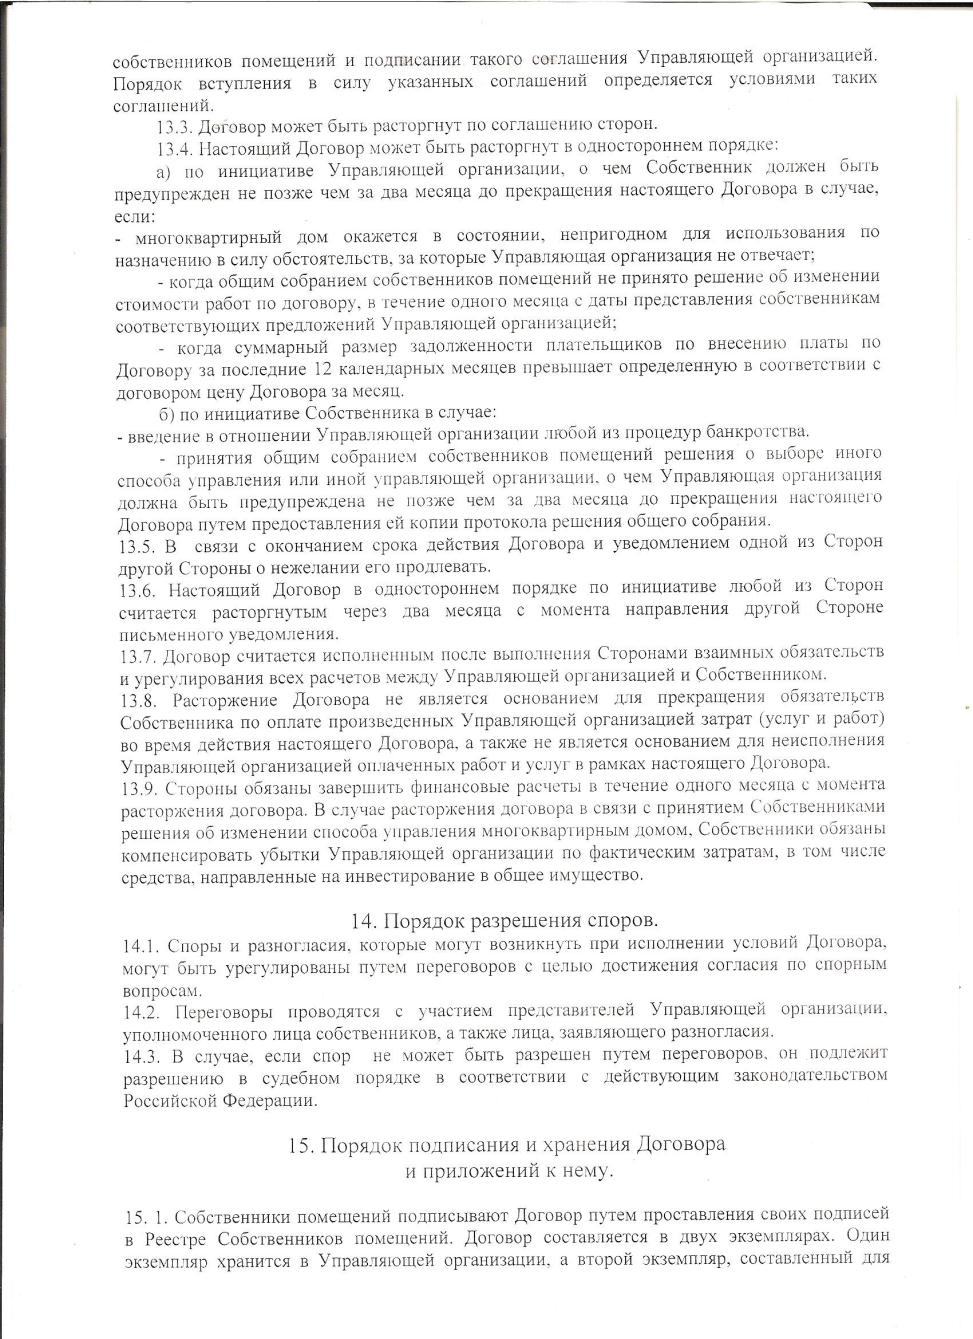 собственников помещений и подписании такого соглашения Управляющей организацией.
Порядок вступления в силу указанных соглашений определяется условиями таких
соглашений.
13.3. Договор может быть расторгнут по соглашению сторон.
13.4. Настоящий Договор может быть расторгнут в одностороннем порядке:
а) по инициативе Управляющей организации, о чем Собственник должен быть
предупрежден не позже чем за два месяца до прекращения настоящего Договора в случае,
если:
- многоквартирный дом окажется в состоянии, непригодном для использования по
назначению в силу обстоятельств, за которые Управляющая организация не отвечает;
- когда общим собранием собственников помещений не принято решение об изменении
стоимости работ по договору, в течение одного месяца с даты представления собственникам
соответствующих предложений Управляющей организацией;
- когда суммарный размер задолженности плательщиков по внесению платы по
Договору за последние 12 календарных месяцев превышает определенную в соответствии с
договором цену Договора за месяц.
б) по инициативе Собственника в случае:
- введение в отношении Управляющей организации любой из процедур банкротства.
- принятия общим собранием собственников помещений решения о выборе иного
способа управления или иной управляющей организации, о чем Управляющая организация
должна быть предупреждена не позже чем за два месяца до прекращения настоящего
Договора путем предоставления ей копии протокола решения общего собрания.
13.5. В связи с окончанием срока действия Договора и уведомлением одной из Сторон
другой Стороны о нежелании его продлевать.
13.6. Настоящий Договор в одностороннем порядке по инициативе любой из Сторон
считается расторгнутым через два месяца с момента направления другой Стороне
письменного уведомления.
13.7. Договор считается исполненным после выполнения Сторонами взаимных обязательств
и урегулирования всех расчетов между Управляющей организацией и Собственником.
13.8. Расторжение Договора не является основанием для прекращения обязательств
Собственника по оплате произведенных Управляющей организацией затрат (услуг и работ)
во время действия настоящего Договора, а также не является основанием для неисполнения
Управляющей организацией оплаченных работ и услуг в рамках настоящего Договора.
13.9. Стороны обязаны завершить финансовые расчеты в течение одного месяца с момента
расторжения договора. В случае расторжения договора в связи с принятием Собственниками
решения об изменении способа управления многоквартирным домом, Собственники обязаны
компенсировать убытки Управляющей организации по фактическим затратам, в том числе
средства, направленные на инвестирование в общее имущество.
14. Порядок разрешения споров.
14.1. Споры и разногласия, которые могут возникнуть при исполнении условий Договора,
могут быть урегулированы путем переговоров с целью достижения согласия по спорным
вопросам.
14.2. Переговоры проводятся с участием представителей Управляющей организации,
уполномоченного лица собственников, а также лица, заявляющего разногласия.
14.3. В случае, если спор не может быть разрешен путем переговоров, он подлежит
разрешению в судебном порядке в соответствии с действующим законодательством
Российской Федерации.
15. Порядок подписания и хранения Договора
и приложений к нему.
15. 1. Собственники помещений подписывают Договор путем проставления своих подписей
в Реестре Собственников помещений. Договор составляется в двух экземплярах. Один
экземпляр хранится в Управляющей организации, а второй экземпляр, составленный для